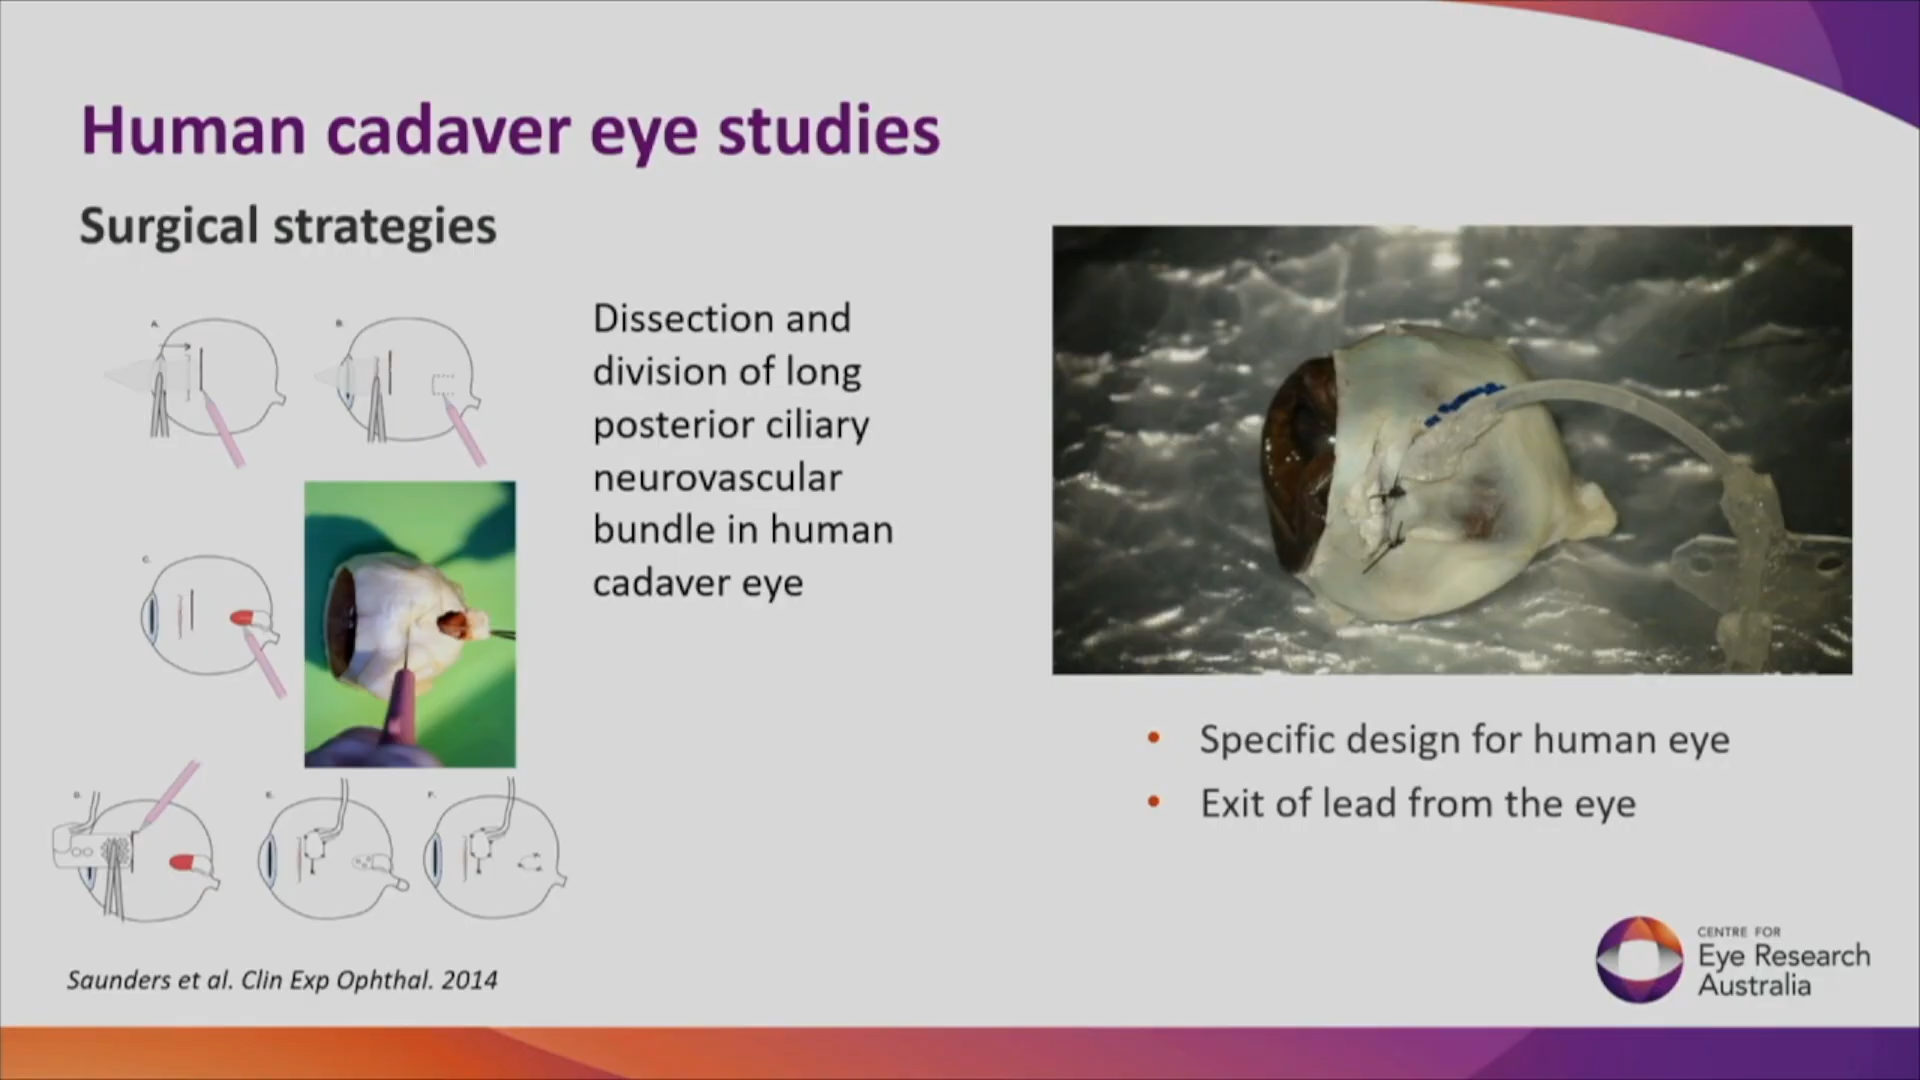 Human cadaver eye studies
Surgical strategies
A.
B.
C.
D.
E.
F.
Dissection and
division of long
posterior ciliary
neurovascular
bundle in human
cadaver eye
• Specific design for human eye
• Exit of lead from the eye
Saunders et al. Clin Exp Ophthal. 2014
CENTRE FOR
Eye Research
Australia